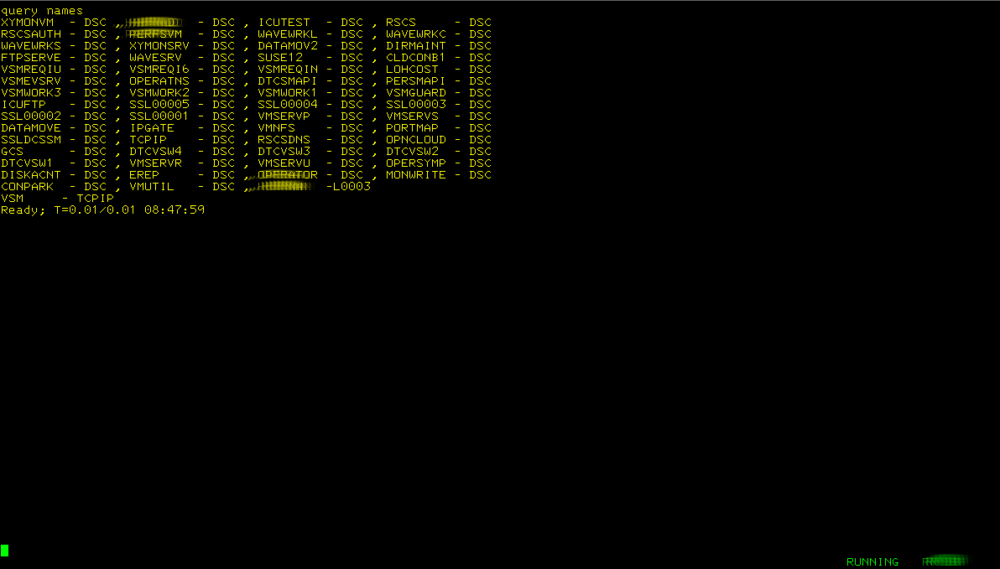 query names
XYMONVM  - DSC ,          - DSC , ICUTEST  - DSC , RSCS     - DSC
RSCSAUTH - DSC , PERFSVM  - DSC , WAVEWRKL - DSC , WAVEWRKC - DSC
WAVEWRKS - DSC , XYMONSRV - DSC , DATAMOV2 - DSC , DIRMAINT - DSC
FTPSERVE - DSC , WAVESRV  - DSC , SUSE12   - DSC , CLDCONB1 - DSC
VSMREQIU - DSC , VSMREQI6 - DSC , VSMREQIN - DSC , LOHCOST  - DSC
VSMEVSRV - DSC , OPERATNS - DSC , DTCSMAPI - DSC , PERSMAPI - DSC
VSMWORK3 - DSC , VSMWORK2 - DSC , VSMWORK1 - DSC , VSMGUARD - DSC
ICUFTP   - DSC , SSL00005 - DSC , SSL00004 - DSC , SSL00003 - DSC
SSL00002 - DSC , SSL00001 - DSC , VMSERVP  - DSC , VMSERVS  - DSC
DATAMOVE - DSC , IPGATE   - DSC , VMNFS    - DSC , PORTMAP  - DSC
SSLDCSSM - DSC , TCPIP    - DSC , RSCSDNS  - DSC , OPNCLOUD - DSC
GCS      - DSC , DTCVSW4  - DSC , DTCVSW3  - DSC , DTCVSW2  - DSC
DTCVSW1  - DSC , VMSERVR  - DSC , VMSERVU  - DSC , OPERSYMP - DSC
DISKACNT - DSC , EREP     - DSC , OPERATOR - DSC , MONWRITE - DSC
CONPARK  - DSC , VMUTIL   - DSC ,          -L0003
VSM     - TCPIP
Ready; T=0.01/0.01 08:47:59
RUNNING